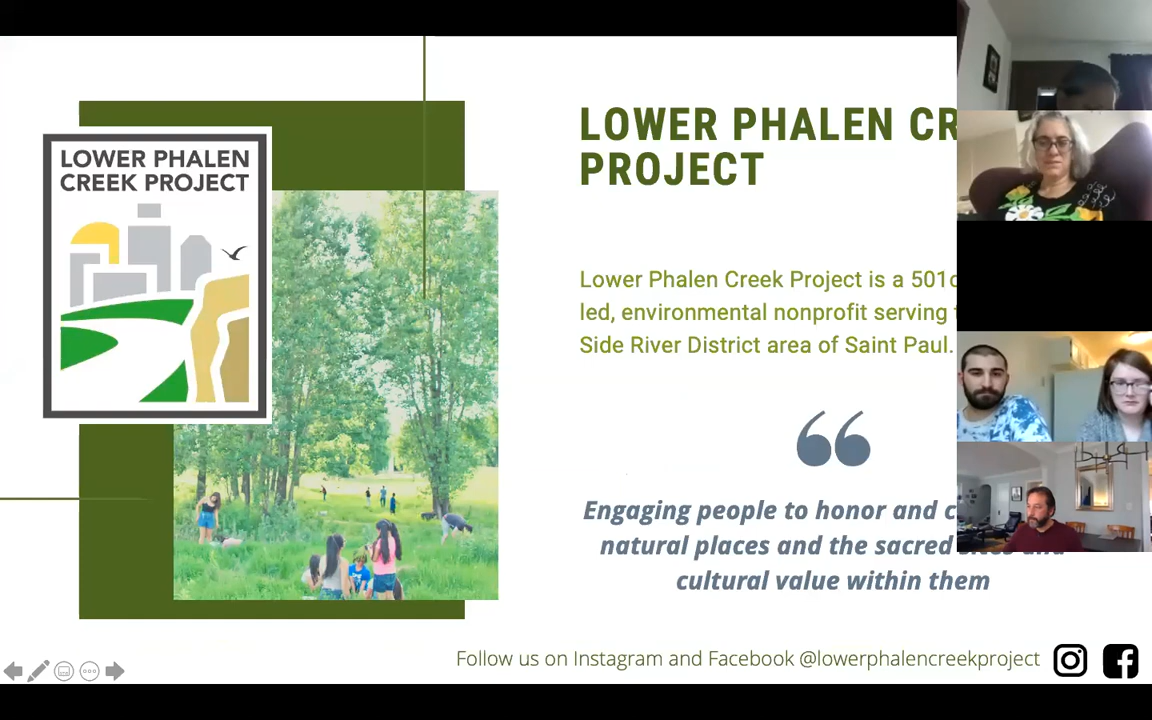 LOWER PHALEN
CREEK PROJECT
LOWER PHALEN CR
PROJECT
Lower Phalen Creek Project is a 501c
led, environmental nonprofit serving
Side River District area of Saint Paul.
Engaging people to honor and c
natural places and the sacred sites and
cultural value within them
Follow us on Instagram and Facebook @lowerphalencreekproject